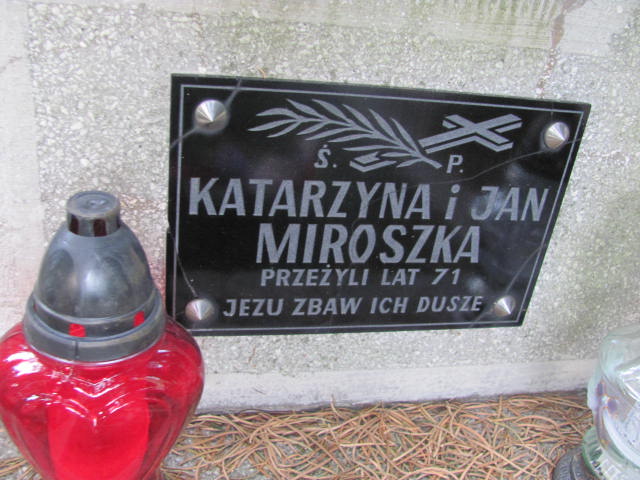 Ś. P.
KATARZYNA i JAN
MIROSZKA
PRZEŻYLI LAT 71
JEZU ZBAW ICH DUSZE